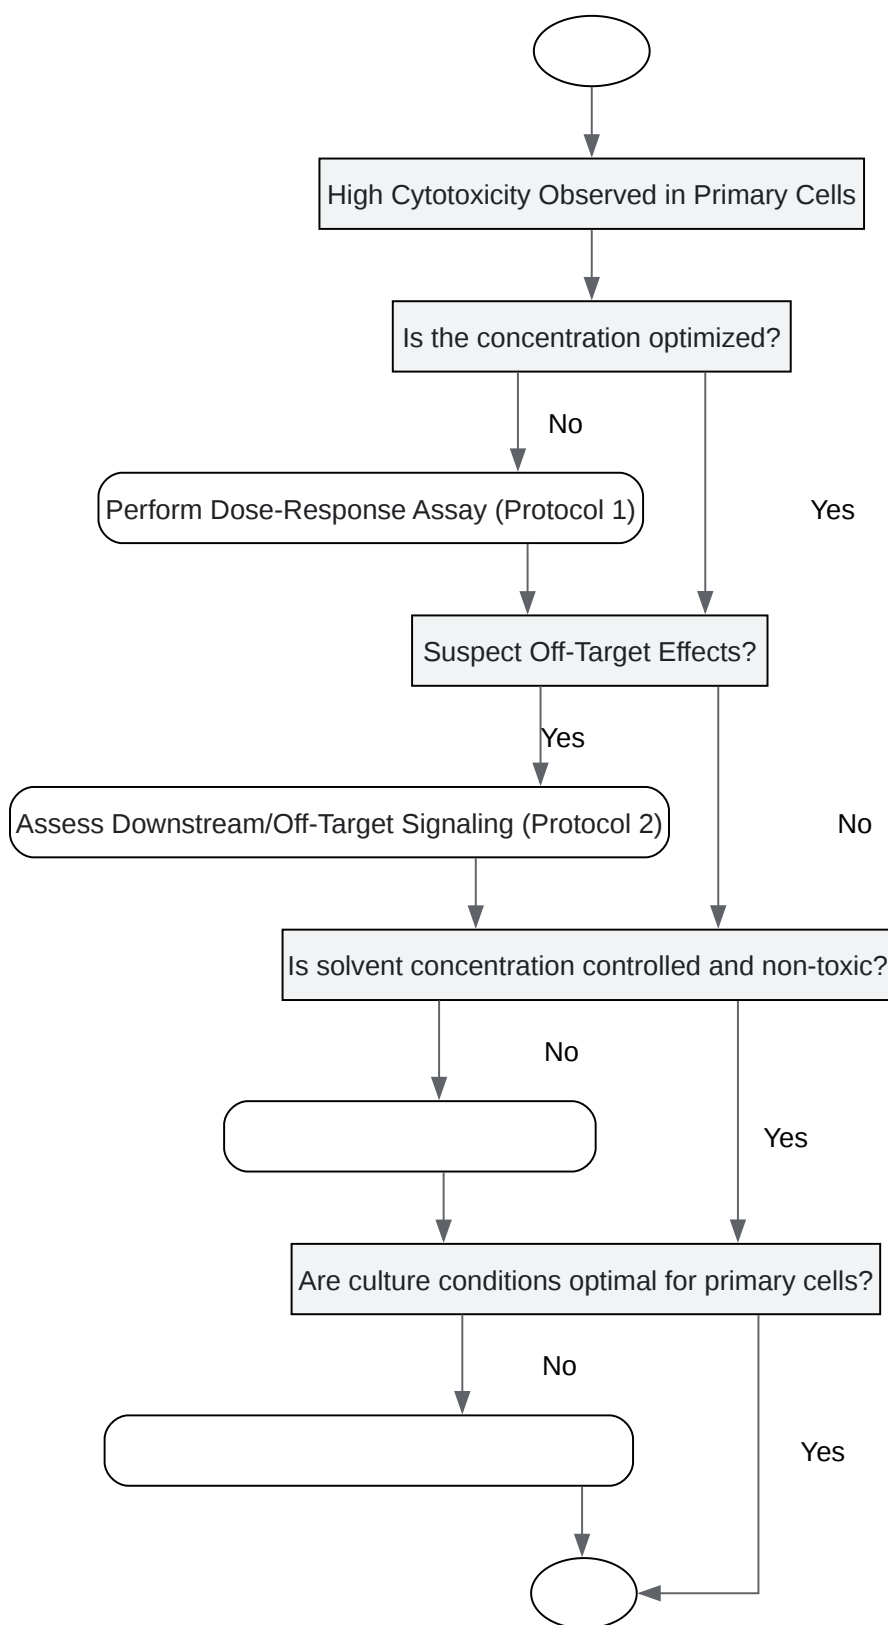 High Cytotoxicity Observed in Primary Cells
Is the concentration optimized?
No
Perform Dose-Response Assay (Protocol 1)
Yes
Suspect Off-Target Effects?
Yes
Assess Downstream/Off-Target Signaling (Protocol 2)
No
Is solvent concentration controlled and non-toxic?
No
Yes
Are culture conditions optimal for primary cells?
No
Yes